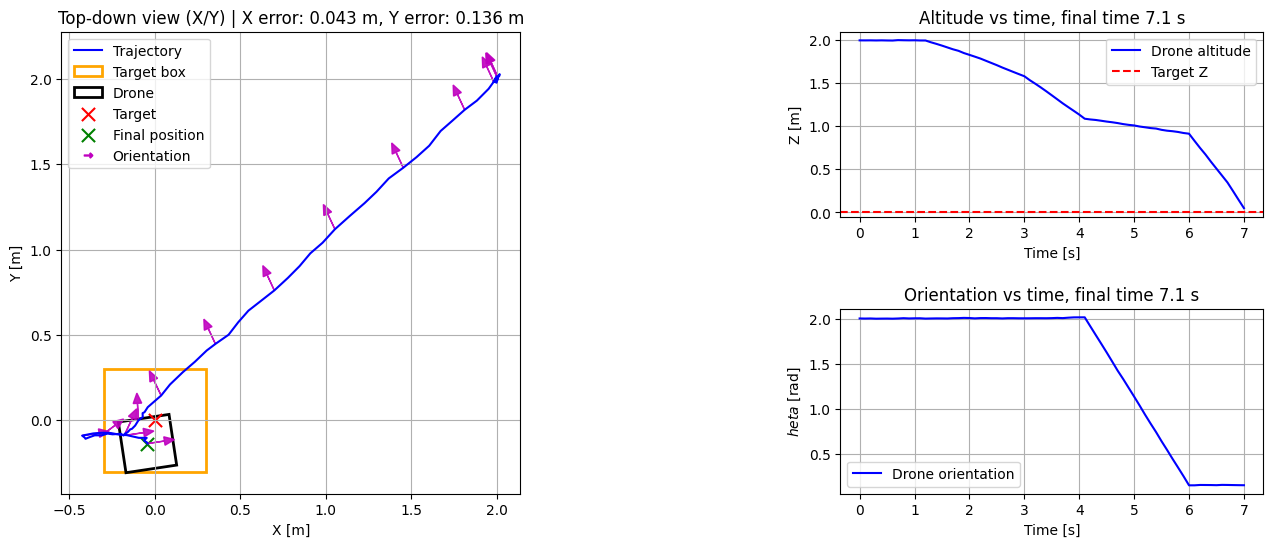 Top-down view (X/Y) | X error: 0.043 m, Y error: 0.136 m
Trajectory
Target box
Drone
Target
Final position
Orientation
2.0
1.5
1.0
0.5
0.0
Y [m]
−0.5
0.0
0.5
1.0
1.5
2.0
X [m]
Altitude vs time, final time 7.1 s
Drone altitude
Target Z
2.0
1.5
1.0
0.5
0.0
Z [m]
0
1
2
3
4
5
6
7
Time [s]
Orientation vs time, final time 7.1 s
2.0
1.5
1.0
0.5
heta [rad]
Drone orientation
0
1
2
3
4
5
6
7
Time [s]